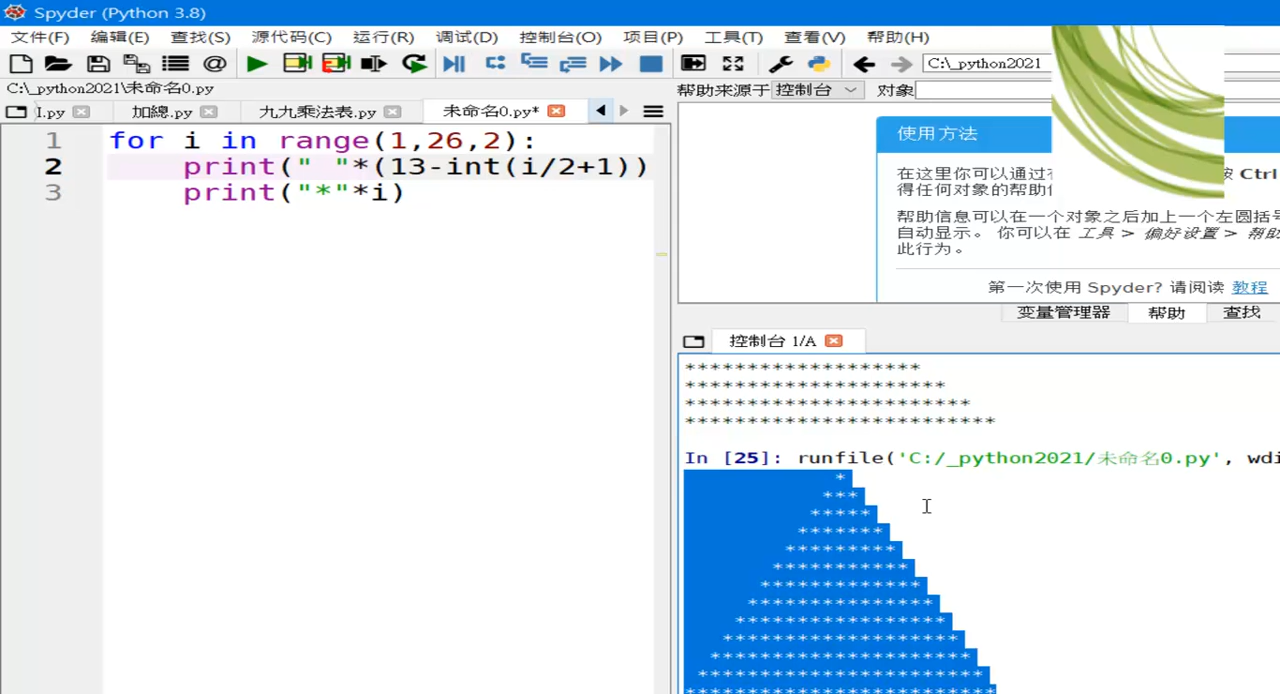 Spyder (Python 3.8)
文件(F) 编辑(E) 查找(S) 源代码(C) 运行(R) 调试(D) 控制台(O) 项目(P) 工具(T) 查看(V) 帮助(H)
C:\_python2021
C:\_python2021\未命名0.py
帮助来源于 控制台 对象
I.py 加總.py 九九乘法表.py 未命名0.py*
1 for i in range(1,26,2):
2 print(" "*(13-int(i/2+1))
3 print("*"*i)
使用方法
在这里你可以通过 按 Ctrl
得任何对象的帮助
帮助信息可以在一个对象之后加上一个左圆括号
自动显示。 你可以在 工具 > 偏好设置 > 帮助
此行为。
第一次使用 Spyder? 请阅读 教程
变量管理器 帮助 查找
控制台 1/A
*******************
*********************
***********************
*************************
In [25]: runfile('C:/_python2021/未命名0.py', wdi
*
***
*****
*******
*********
***********
*************
***************
*****************
*******************
*********************
***********************
*************************